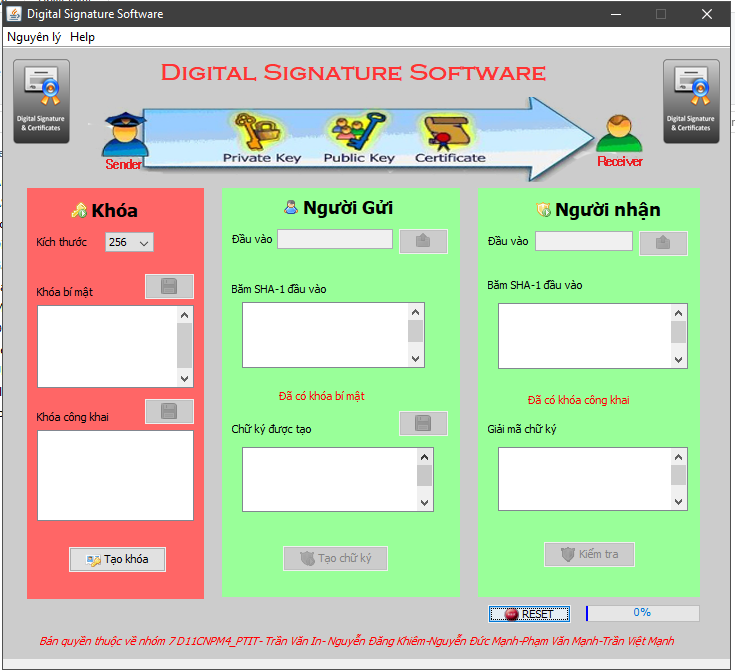 Digital Signature Software
Nguyên lý Help
DIGITAL SIGNATURE SOFTWARE
Digital Signature
& Certificates
Digital Signature
& Certificates
Sender
Private Key
Public Key
Certificate
Receiver
Khóa
Kích thước 256
Khóa bí mật
Khóa công khai
Tạo khóa
Người Gửi
Đầu vào
Băm SHA-1 đầu vào
Đã có khóa bí mật
Chữ ký được tạo
Tạo chữ ký
Người nhận
Đầu vào
Băm SHA-1 đầu vào
Đã có khóa công khai
Giải mã chữ ký
Kiểm tra
RESET 0%
Bản quyền thuộc về nhóm 7 D11CNPM4_PTIT- Trần Văn In- Nguyễn Đăng Khiêm-Nguyễn Đức Mạnh-Phạm Văn Mạnh-Trần Việt Mạnh